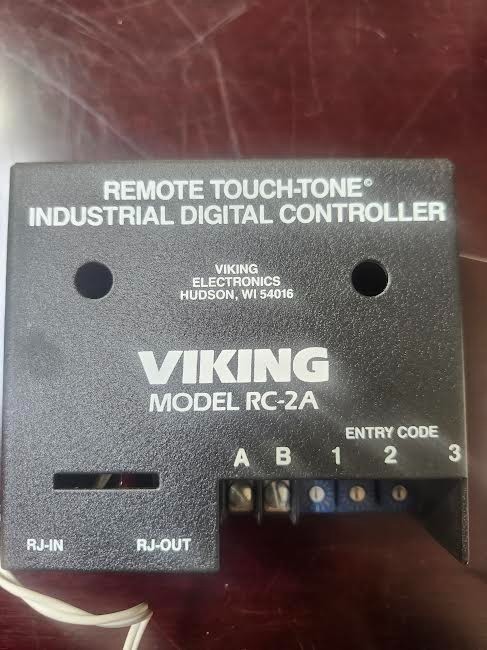 REMOTE TOUCH-TONE©
INDUSTRIAL DIGITAL CONTROLLER
VIKING
ELECTRONICS
HUDSON, WI 54016
VIKING
MODEL RC-2A
ENTRY CODE
A B 1 2 3
RJ-IN RJ-OUT